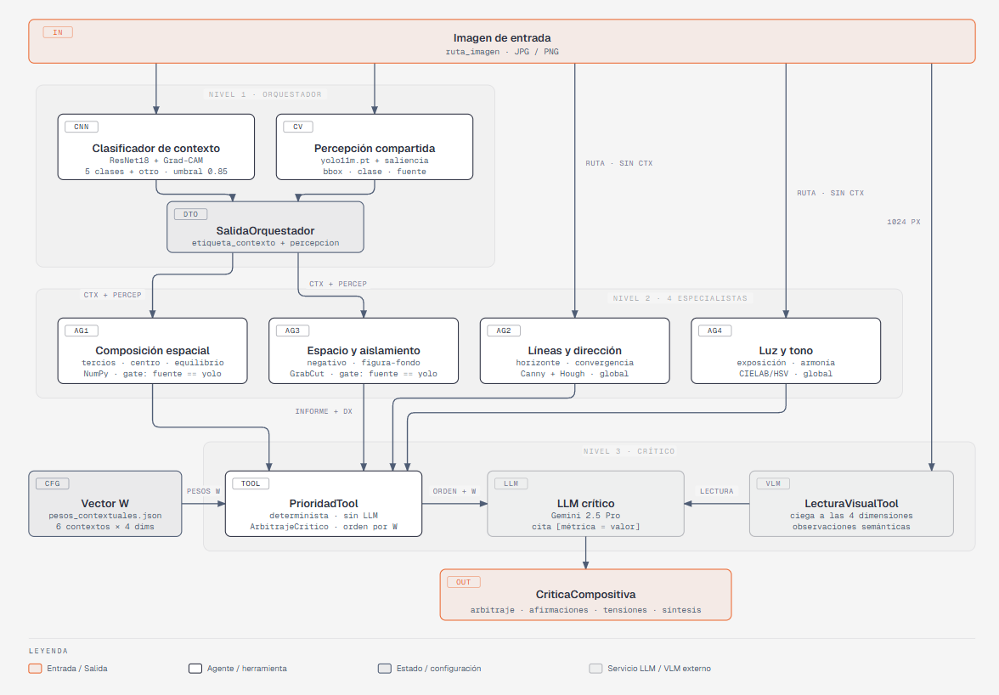 IN
Imagen de entrada
ruta_imagen · JPG / PNG
NIVEL 1 · ORQUESTADOR
CNN
Clasificador de contexto
ResNet18 + Grad-CAM
5 clases + otro · umbral 0.85
CV
Percepción compartida
yolo11m.pt + saliencia
bbox · clase · fuente
RUTA · SIN CTX
RUTA · SIN CTX
1024 PX
DTO
SalidaOrquestador
etiqueta_contexto + percepcion
CTX + PERCEP
CTX + PERCEP
NIVEL 2 · 4 ESPECIALISTAS
AG1
Composición espacial
tercios · centro · equilibrio
NumPy · gate: fuente == yolo
AG3
Espacio y aislamiento
negativo · figura-fondo
GrabCut · gate: fuente == yolo
AG2
Líneas y dirección
horizonte · convergencia
Canny + Hough · global
AG4
Luz y tono
exposición · armonía
CIELAB/HSV · global
INFORME + DX
NIVEL 3 · CRÍTICO
CFG
Vector W
pesos_contextuales.json
6 contextos × 4 dims
PESOS W
TOOL
PrioridadTool
determinista · sin LLM
ArbitrajeCritico · orden por W
ORDEN + W
LLM
LLM crítico
Gemini 2.5 Pro
cita [métrica = valor]
LECTURA
VLM
LecturaVisualTool
ciega a las 4 dimensiones
observaciones semánticas
OUT
CriticaCompositiva
arbitraje · afirmaciones · tensiones · síntesis
LEYENDA
Entrada / Salida
Agente / herramienta
Estado / configuración
Servicio LLM / VLM externo